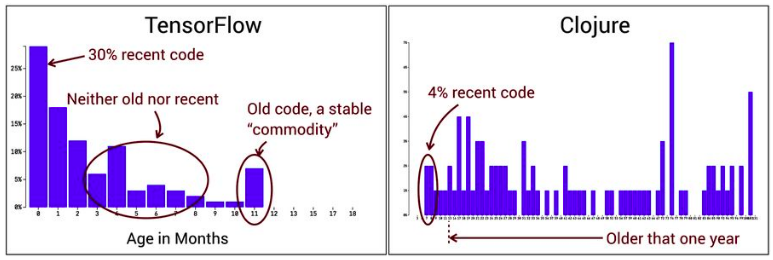 TensorFlow
30% recent code
25%
Neither old nor recent
20%
Old code, a stable
"commodity"
15%
10%
5%
0%
0 1 2 3 4 5 6 7 8 9 10 11 12 13 14 15 16 17 18
Age in Months
Clojure
4% recent code
Older that one year